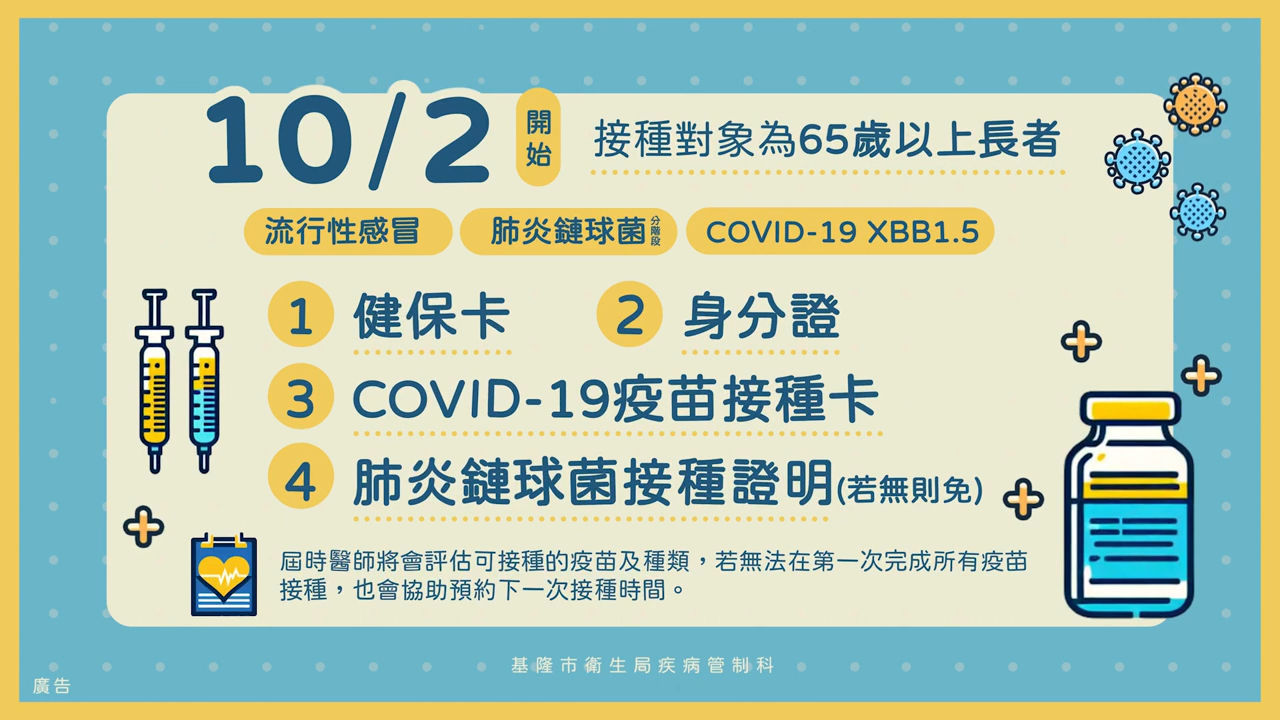 10/2 開始 接種對象為65歲以上長者
流行性感冒 肺炎鏈球菌分階段 COVID-19 XBB1.5
1 健保卡 2 身分證
3 COVID-19疫苗接種卡
4 肺炎鏈球菌接種證明(若無則免)
屆時醫師將會評估可接種的疫苗及種類，若無法在第一次完成所有疫苗
接種，也會協助預約下一次接種時間。
基隆市衛生局疾病管制科
廣告